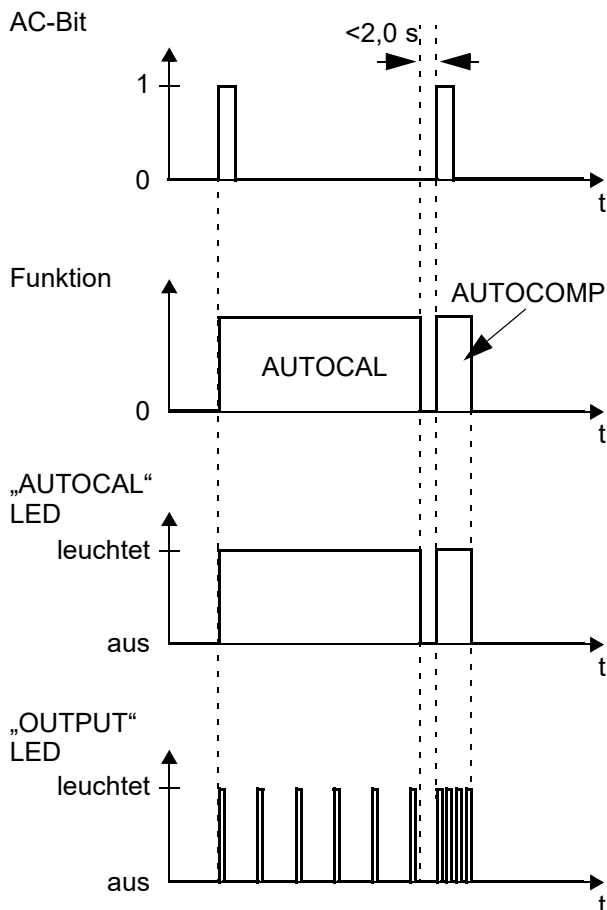 AC-Bit
<2,0 s
1
0
t
Funktion
AUTOCOMP
AUTOCAL
0
t
„AUTOCAL“
LED
leuchtet
aus
t
„OUTPUT“
LED
leuchtet
aus
t